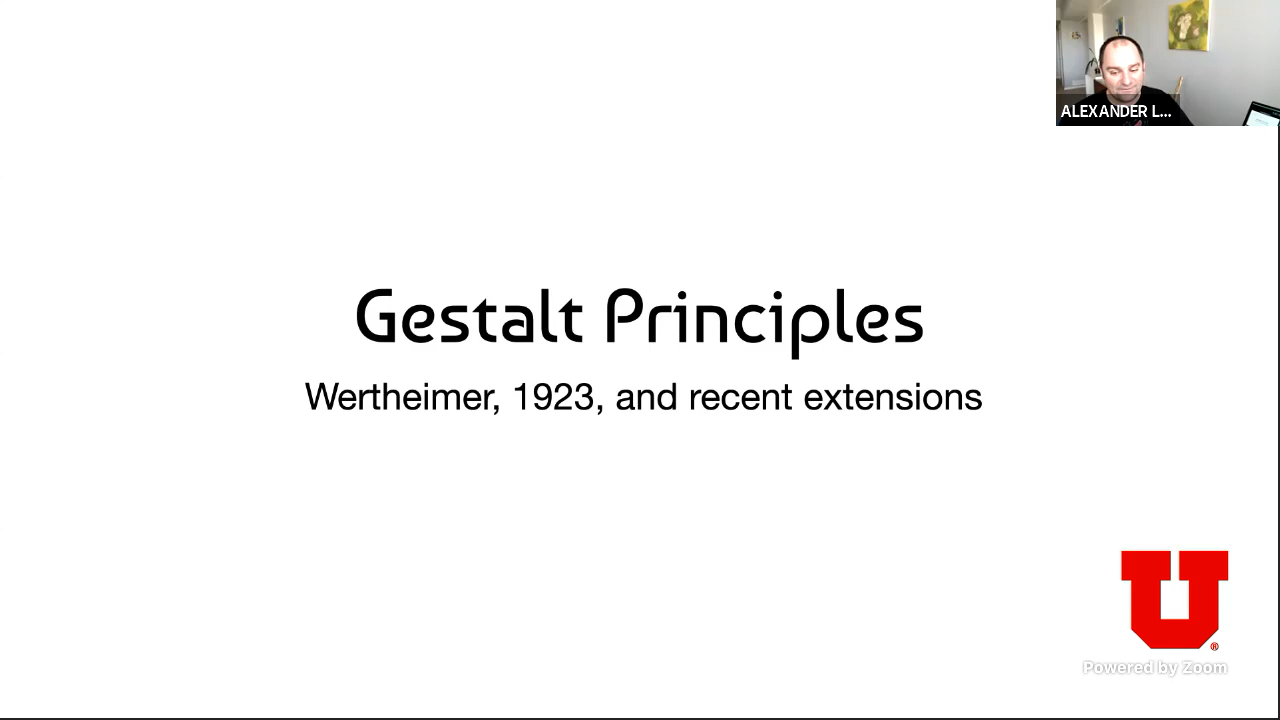 ALEXANDER L...
Gestalt Principles
Wertheimer, 1923, and recent extensions
U
®
Powered by Zoom